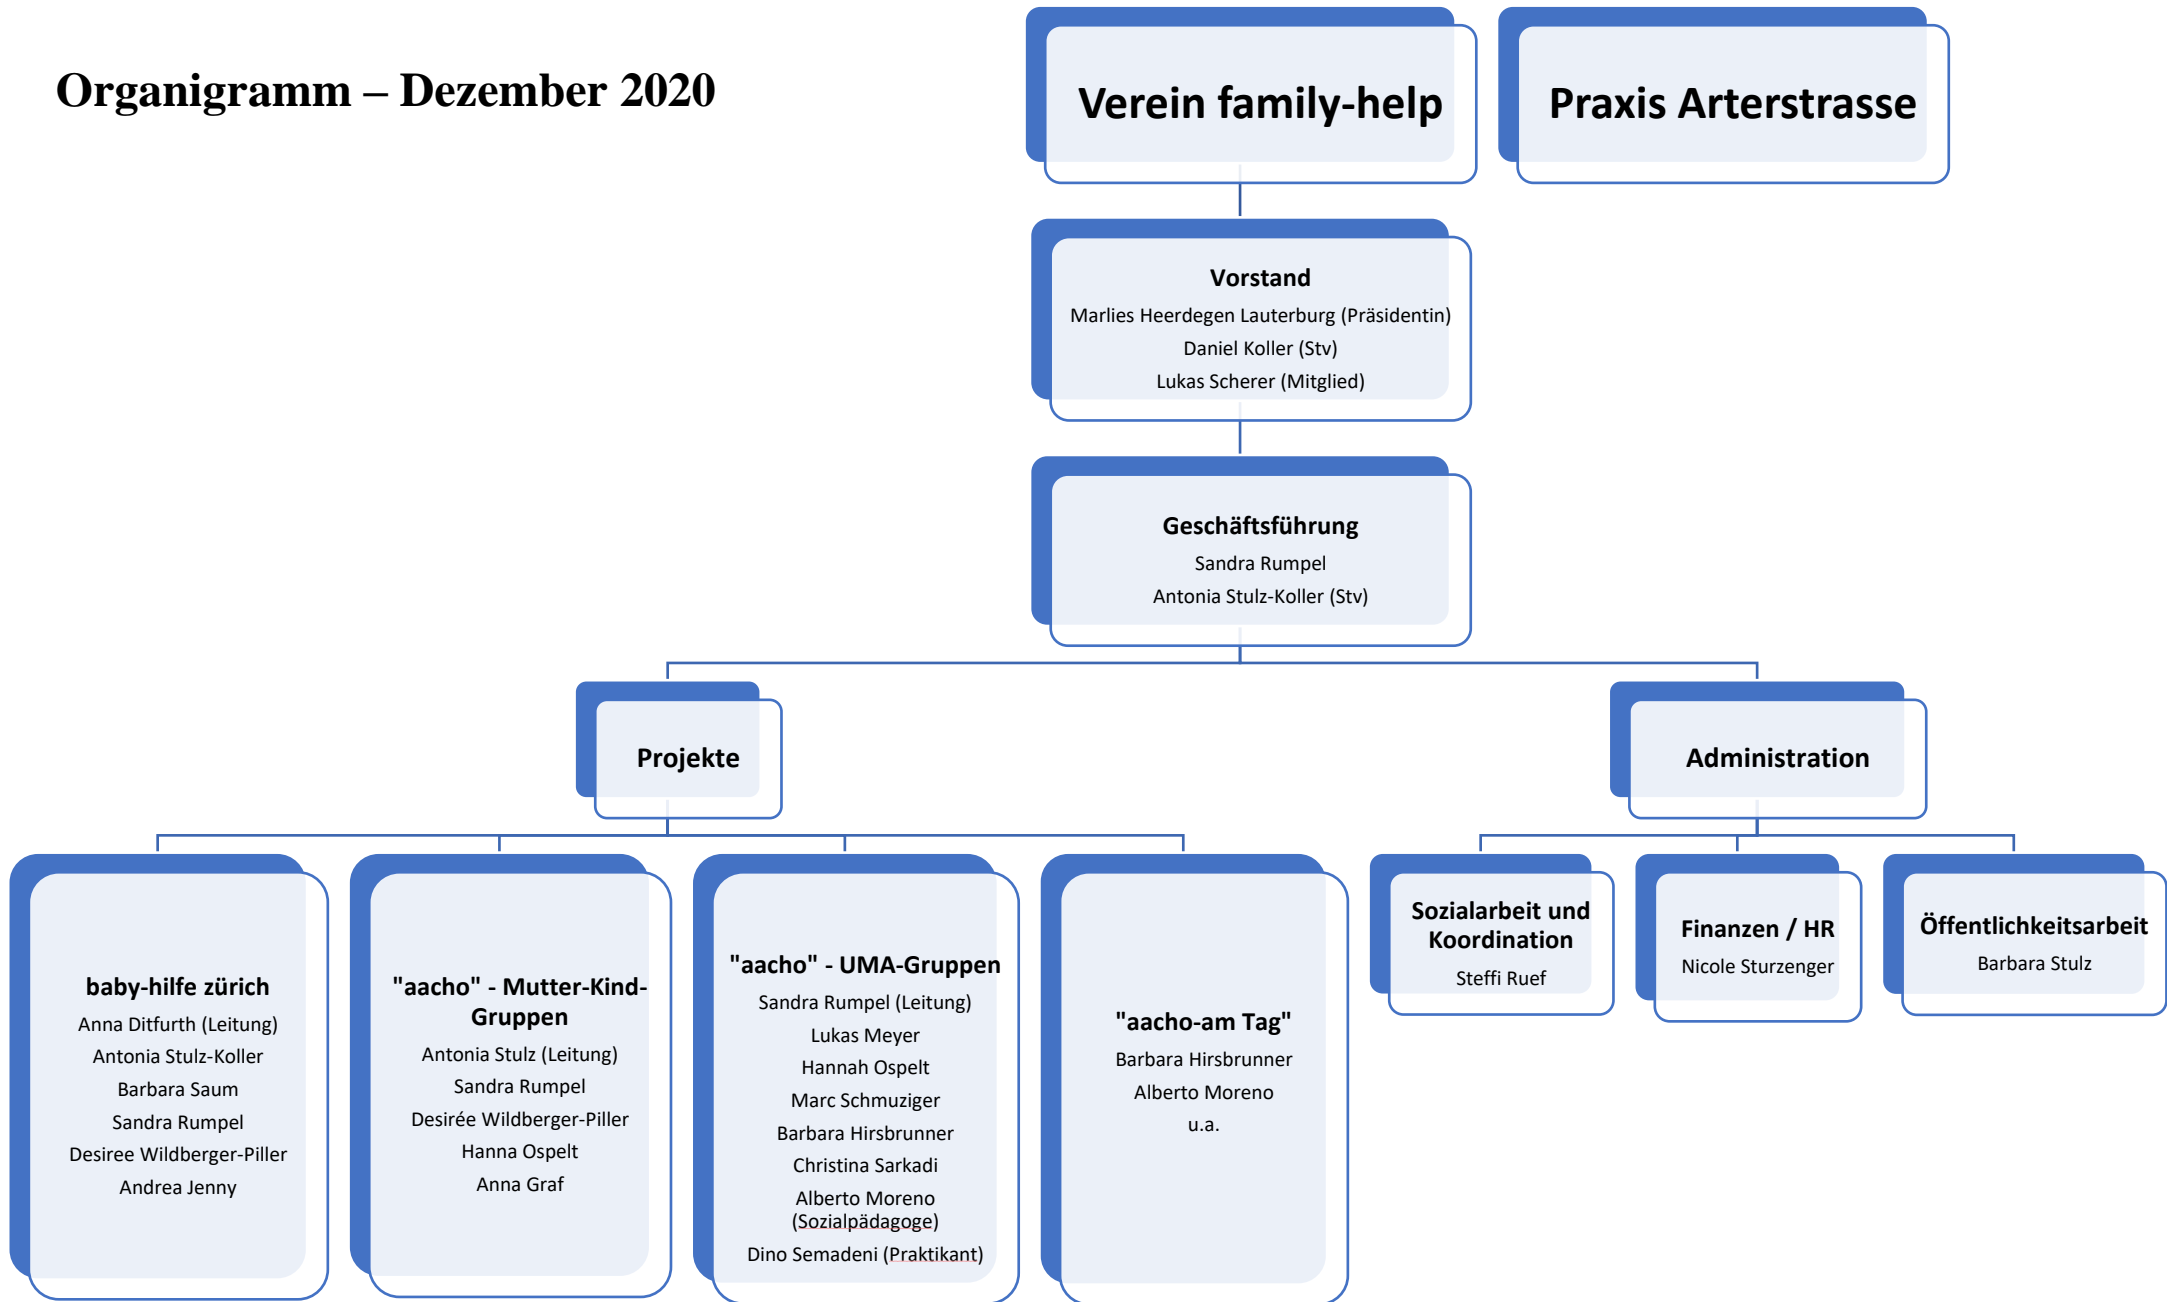 Organigramm – Dezember 2020
Verein family-help
Praxis Arterstrasse
Vorstand
Marlies Heerdegen Lauterburg (Präsidentin)
Daniel Koller (Stv)
Lukas Scherer (Mitglied)
Geschäftsführung
Sandra Rumpel
Antonia Stulz-Koller (Stv)
Projekte
Administration
baby-hilfe zürich
Anna Ditfurth (Leitung)
Antonia Stulz-Koller
Barbara Saum
Sandra Rumpel
Desiree Wildberger-Piller
Andrea Jenny
"aacho" - Mutter-Kind-
Gruppen
Antonia Stulz (Leitung)
Sandra Rumpel
Desirée Wildberger-Piller
Hanna Ospelt
Anna Graf
"aacho" - UMA-Gruppen
Sandra Rumpel (Leitung)
Lukas Meyer
Hannah Ospelt
Marc Schmuziger
Barbara Hirsbrunner
Christina Sarkadi
Alberto Moreno
(Sozialpädagoge)
Dino Semadeni (Praktikant)
"aacho-am Tag"
Barbara Hirsbrunner
Alberto Moreno
u.a.
Sozialarbeit und
Koordination
Steffi Ruef
Finanzen / HR
Nicole Sturzenger
Öffentlichkeitsarbeit
Barbara Stulz